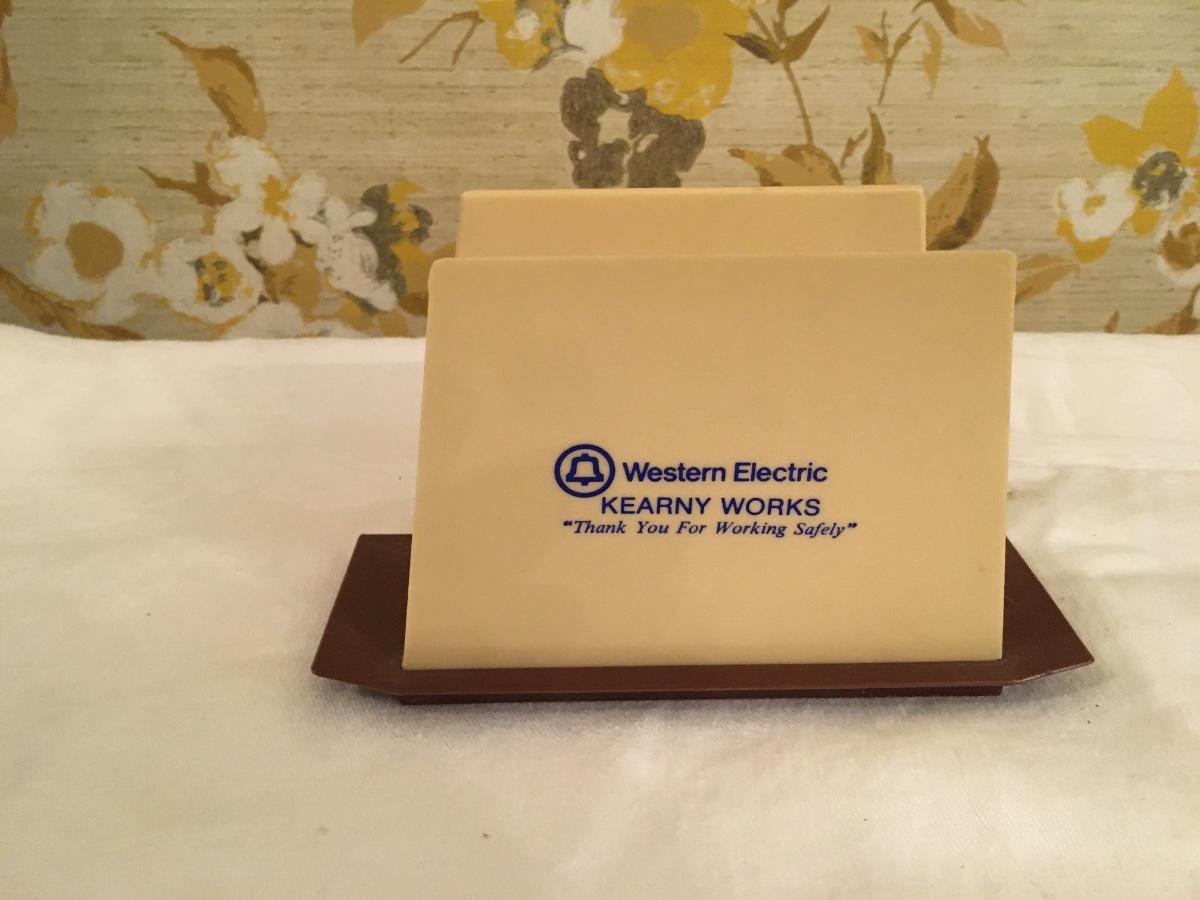 Western Electric
KEARNY WORKS
“Thank You For Working Safely”